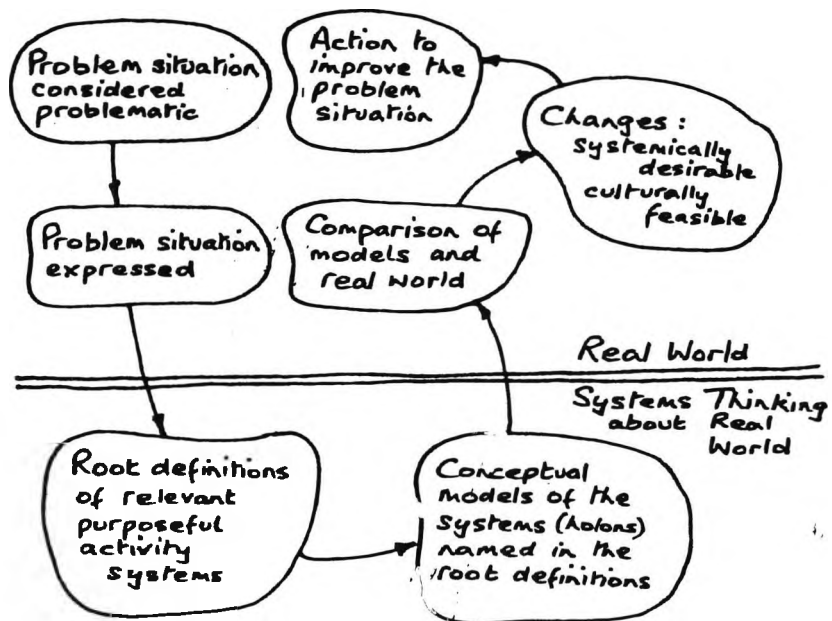 Problem situation
considered
problematic
Problem situation
expressed
Root definitions
of relevant
purposeful
activity
systems
Conceptual
models of the
systems (holons)
named in the
root definitions
Comparison of
models and
real world
Changes:
systemically
desirable
culturally
feasible
Action to
improve the
problem
situation
Real World
Systems Thinking
about Real
World